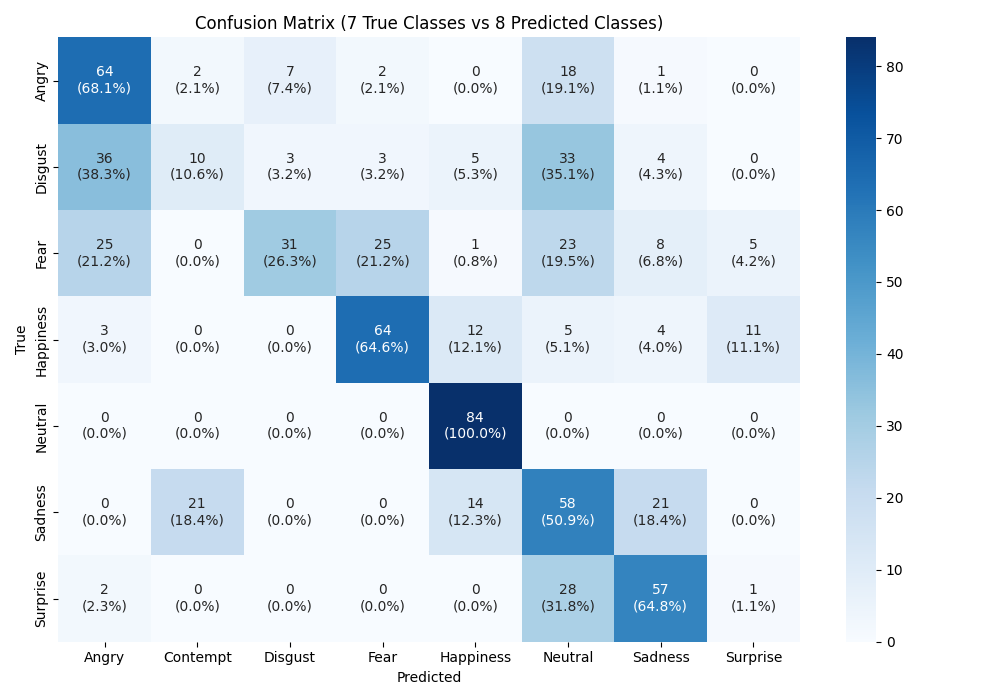 Confusion Matrix (7 True Classes vs 8 Predicted Classes)
True
Angry
64 2 7 2 0 18 1 0
(68.1%) (2.1%) (7.4%) (2.1%) (0.0%) (19.1%) (1.1%) (0.0%)
Disgust
36 10 3 3 5 33 4 0
(38.3%) (10.6%) (3.2%) (3.2%) (5.3%) (35.1%) (4.3%) (0.0%)
Fear
25 0 31 25 1 23 8 5
(21.2%) (0.0%) (26.3%) (21.2%) (0.8%) (19.5%) (6.8%) (4.2%)
Happiness
3 0 0 64 12 5 4 11
(3.0%) (0.0%) (0.0%) (64.6%) (12.1%) (5.1%) (4.0%) (11.1%)
Neutral
0 0 0 0 84 0 0 0
(0.0%) (0.0%) (0.0%) (0.0%) (100.0%) (0.0%) (0.0%) (0.0%)
Sadness
0 21 0 0 14 58 21 0
(0.0%) (18.4%) (0.0%) (0.0%) (12.3%) (50.9%) (18.4%) (0.0%)
Surprise
2 0 0 0 0 28 57 1
(2.3%) (0.0%) (0.0%) (0.0%) (0.0%) (31.8%) (64.8%) (1.1%)
Angry Contempt Disgust Fear Happiness Neutral Sadness Surprise
Predicted
80
70
60
50
40
30
20
10
0